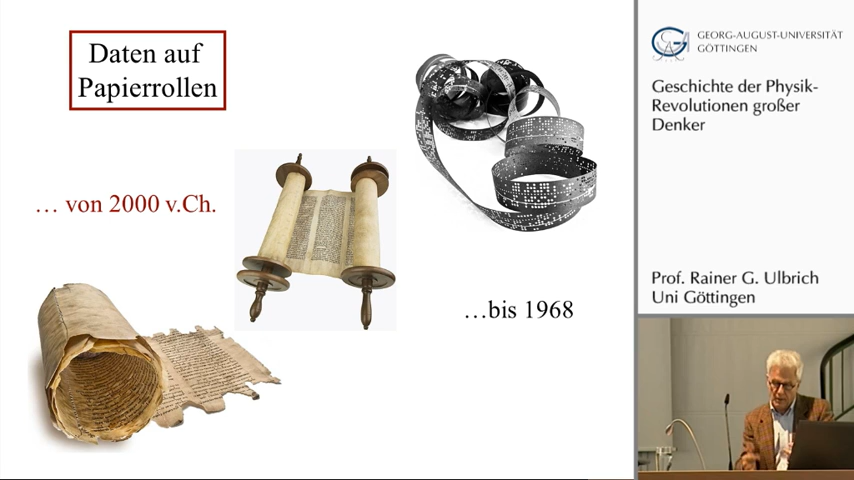 Daten auf
Papierrollen
… von 2000 v.Ch.
…bis 1968
GEORG-AUGUST-UNIVERSITÄT
GÖTTINGEN
Geschichte der Physik-
Revolutionen großer
Denker
Prof. Rainer G. Ulbrich
Uni Göttingen